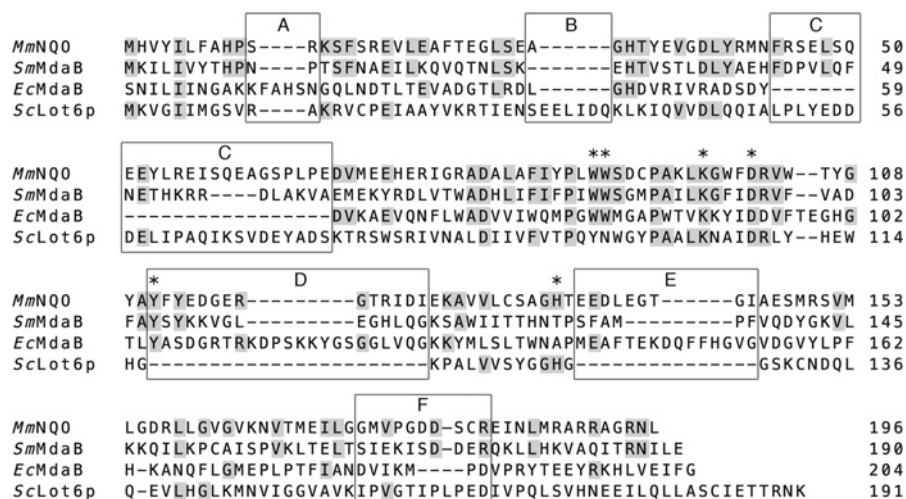 A B C
MmNQO MHVYILFAHPS----RKSFSREVLEAFTEGLSEA------GHTYEVGDLYRMNFRSELSQ 50
SmMdaB MKILIVYTHPN----PTSFNAEILKQVQTNLSK------EHTVSTLDLYAEHFDPVLQF 49
EcMdaB SNILIINGAKKFAHSNGQLNDTLTEVADGTLRDL------GHDVRIVRADSDY------ 59
ScLot6p MKVGIIMGSVR----AKRVCPEIAAYVKRTIENSEELIDQKLKIQVVDLQQIALPLYEDD 56
C ** * *
MmNQO EEYLREISQEAGSPLPEDVMEEHERIGRADALAFIYPLWWSDCPAKLKGWFDRVW--TYG 108
SmMdaB NETHKRR---DLAKVAEMEKYRDLVTWADHLIFIFPIWWSGMPAILKGFIDRVF--VAD 103
EcMdaB -----------------DVKAEVQNFLWADVVIWQMPGWWMGAPWTVKKYIDDVFTEGHG 102
ScLot6p DELIPAQIKSVDEYADSKTRSWSRIVNALDIIVFVTPQYNWGYPAALKNAIDRLY--HEW 114
* D * E
MmNQO YAYFYEDGER---------GTRIDIEKAVVLCSAGHTEEDLEGT-----GIAESMRSVM 153
SmMdaB FAYSYKKVGL---------EGHLQGKSAWIITTHNTPSFAM-------PFVQDYGKVL 145
EcMdaB TLYASDGRTRKDPSKKYGSGGLVQGKKYMLSLTWNAPMEAFTEKDQFFHGVGVDGVYLPF 162
ScLot6p HG------------------------KPALVVSYGGHG--------------GSKCNDQL 136
F
MmNQO LGDRLLGVGVKNVTMEILGGMVPGDD-SCREINLMRARRAGRNL 196
SmMdaB KKQILKPCAISPVKLTELTSIEKISD-DERQKLLHKVAQITRNILE 190
EcMdaB H-KANQFLGMEPLPTFIANDVIKM----PDVPRYTEEYRKHLVEIFG 204
ScLot6p Q-EVLHGLKMNVIGGVAVKIPVGTIPLPEDIVPQLSVHNEEILQLLASCIETTRNK 191